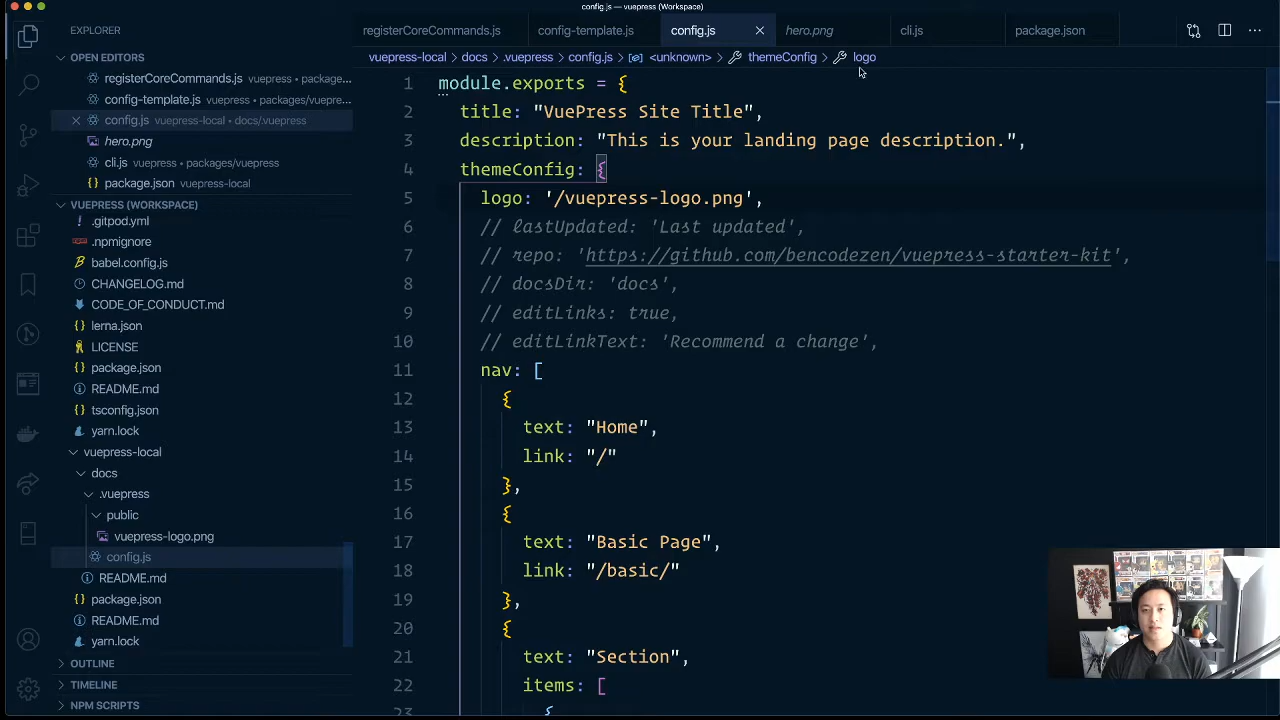 config.js — vuepress (Workspace)
EXPLORER
OPEN EDITORS
registerCoreCommands.js vuepress • package...
config-template.js vuepress • packages/vuepre...
config.js vuepress-local • docs/.vuepress
hero.png
cli.js vuepress • packages/vuepress
package.json vuepress-local
VUEPRESS (WORKSPACE)
.gitpod.yml
.npmignore
babel.config.js
CHANGELOG.md
CODE_OF_CONDUCT.md
lerna.json
LICENSE
package.json
README.md
tsconfig.json
yarn.lock
vuepress-local
docs
.vuepress
public
vuepress-logo.png
config.js
README.md
package.json
README.md
yarn.lock
OUTLINE
TIMELINE
NPM SCRIPTS
registerCoreCommands.js config-template.js config.js hero.png cli.js package.json
vuepress-local > docs > .vuepress > config.js > <unknown> > themeConfig > logo
1 module.exports = {
2 title: "VuePress Site Title",
3 description: "This is your landing page description.",
4 themeConfig: {
5 logo: '/vuepress-logo.png',
6 // lastUpdated: 'Last updated',
7 // repo: 'https://github.com/bencodezen/vuepress-starter-kit',
8 // docsDir: 'docs',
9 // editLinks: true,
10 // editLinkText: 'Recommend a change',
11 nav: [
12 {
13 text: "Home",
14 link: "/"
15 },
16 {
17 text: "Basic Page",
18 link: "/basic/"
19 },
20 {
21 text: "Section",
22 items: [
23 {